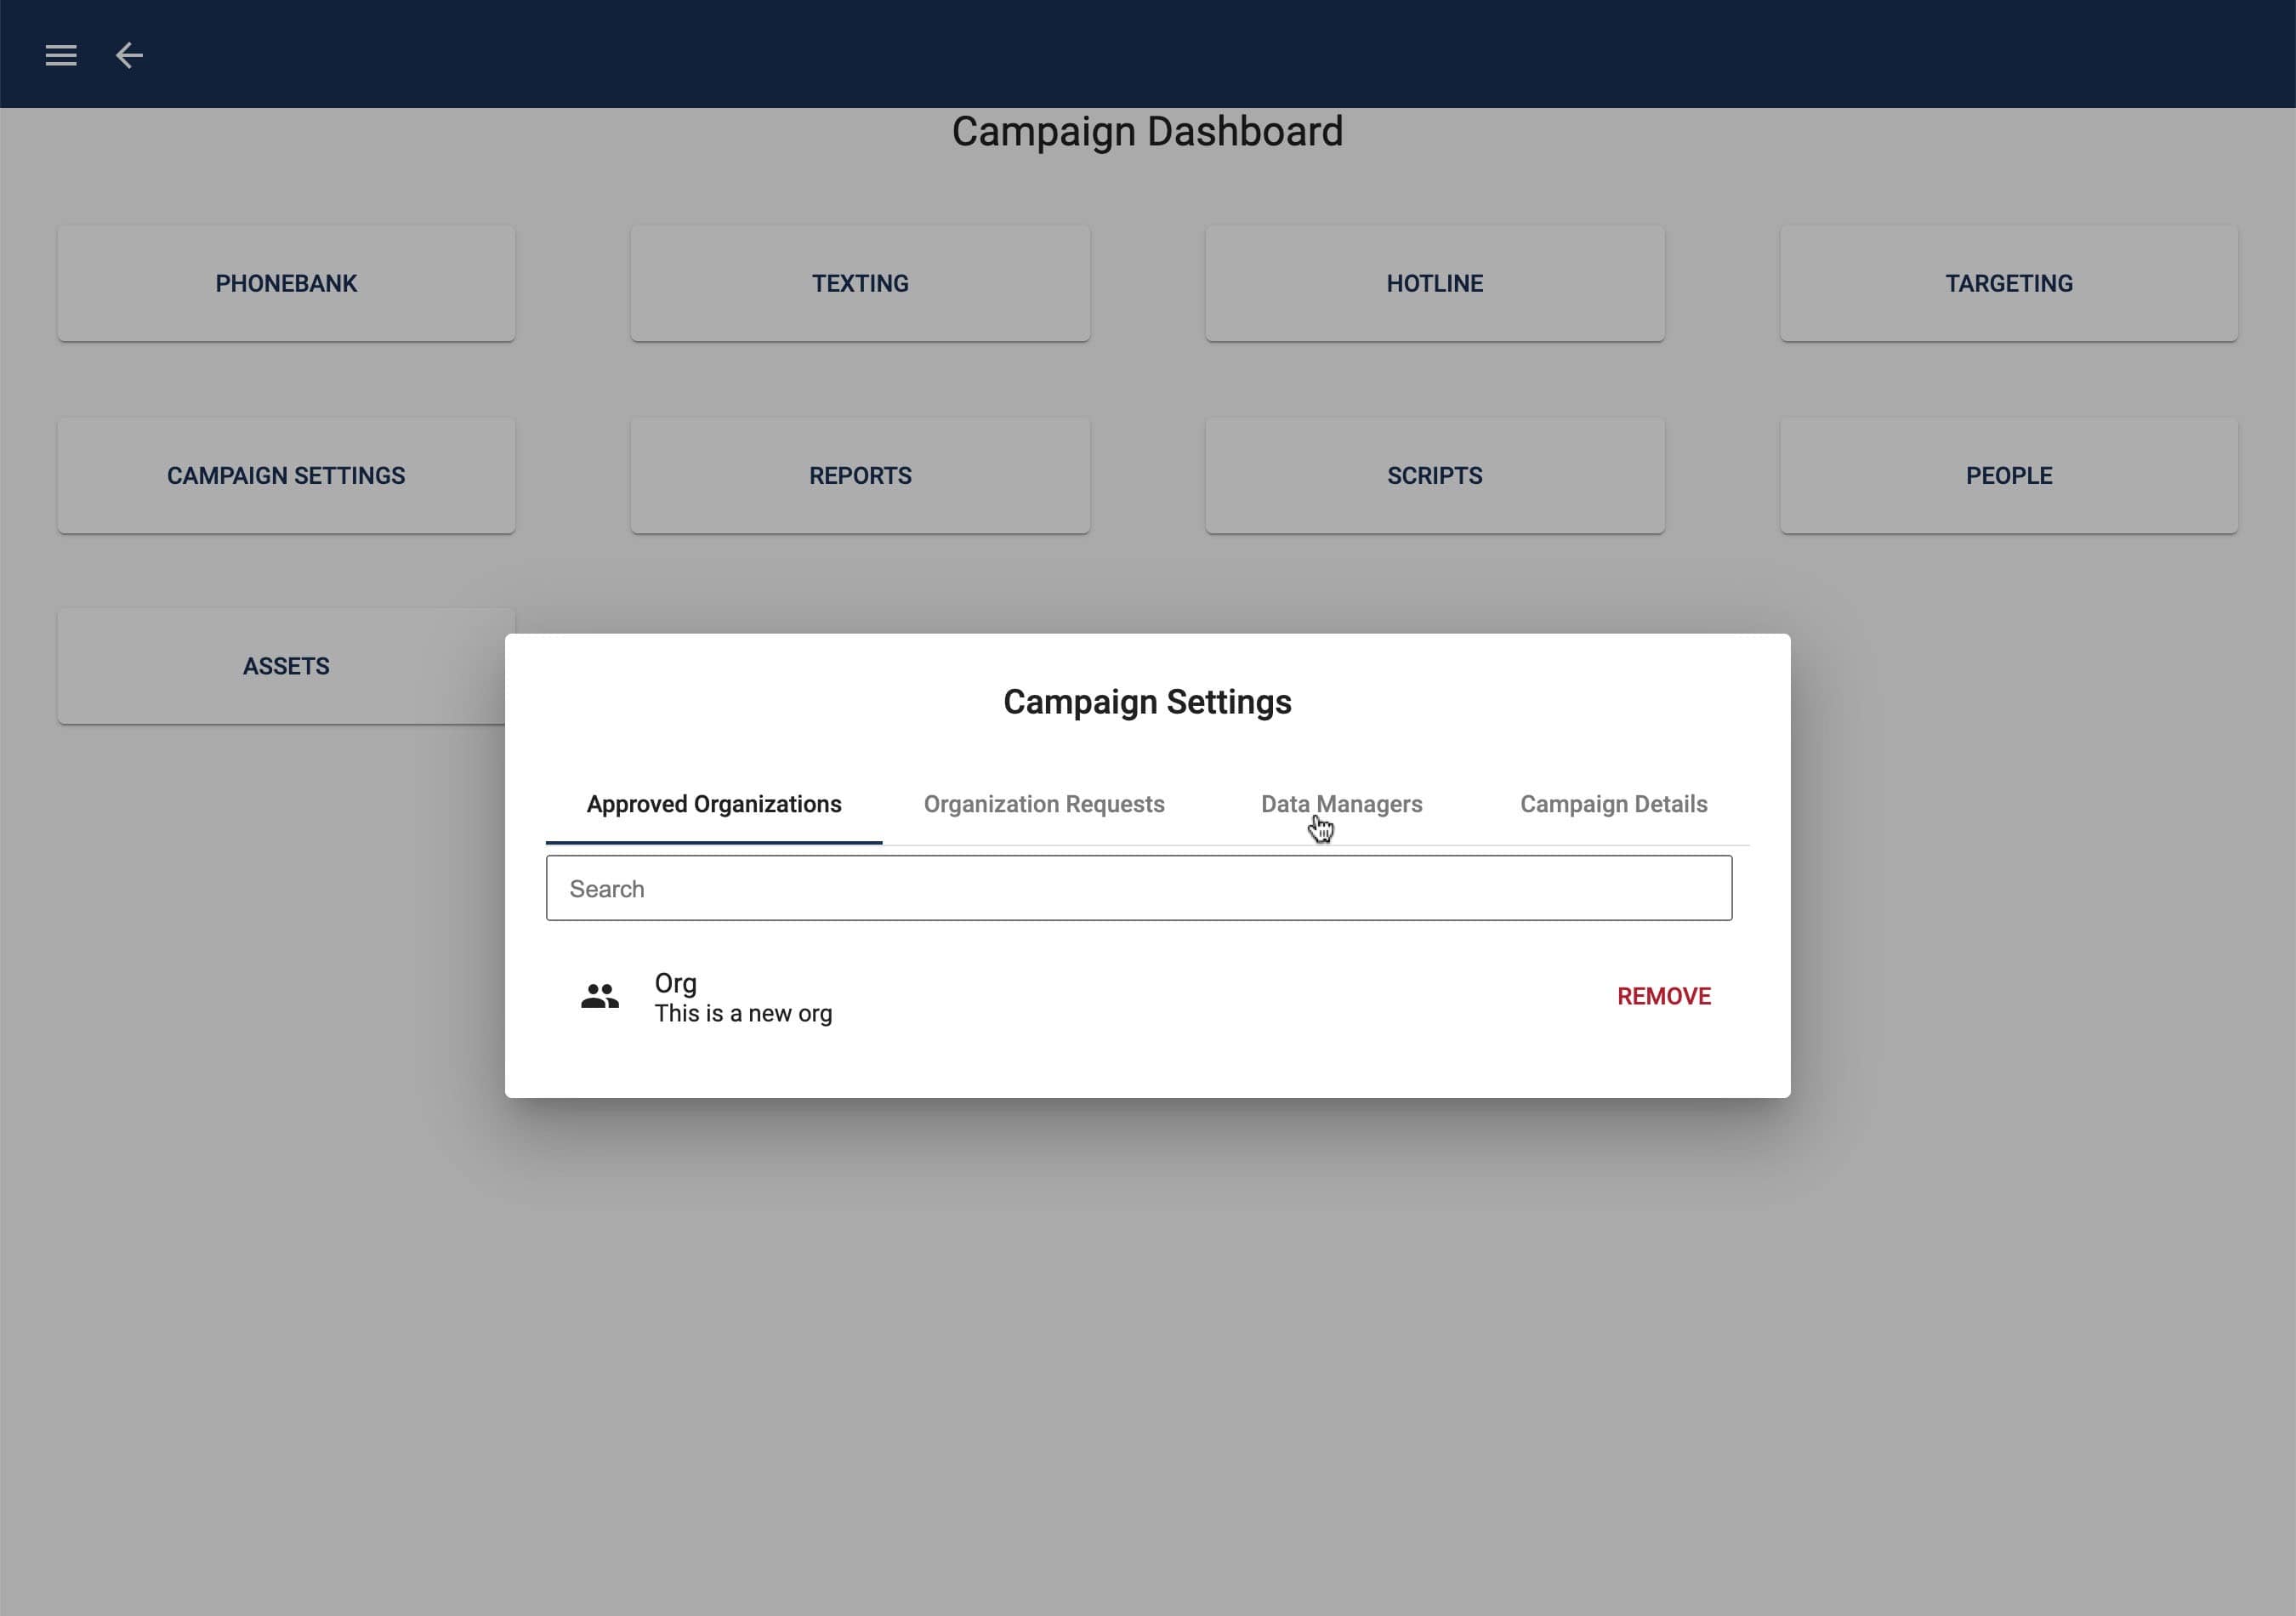 Campaign Dashboard
PHONEBANK
TEXTING
HOTLINE
TARGETING
CAMPAIGN SETTINGS
REPORTS
SCRIPTS
PEOPLE
ASSETS
Campaign Settings
Approved Organizations
Organization Requests
Data Managers
Campaign Details
Search
Org
This is a new org
REMOVE